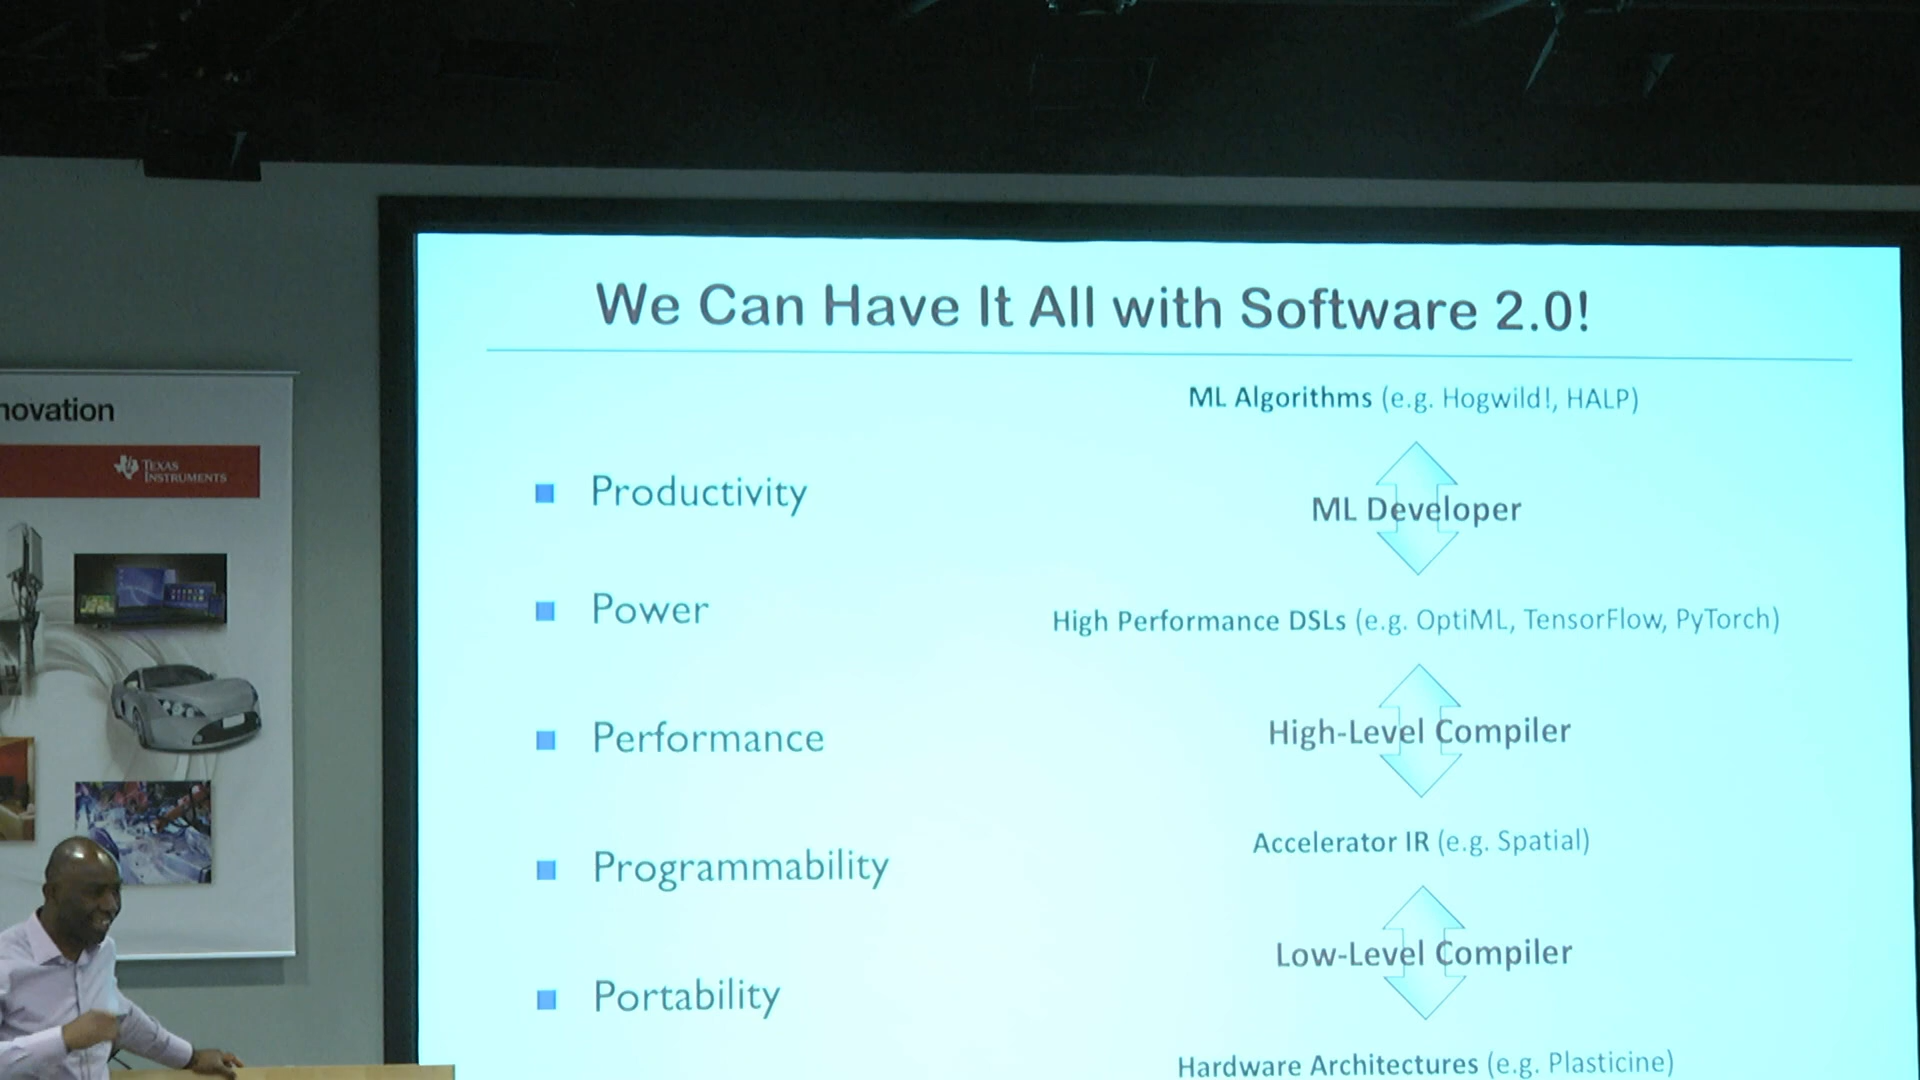 We Can Have It All with Software 2.0!
ML Algorithms (e.g. Hogwild!, HALP)
Productivity
ML Developer
Power
High Performance DSLs (e.g. OptiML, TensorFlow, PyTorch)
Performance
High-Level Compiler
Accelerator IR (e.g. Spatial)
Programmability
Low-Level Compiler
Portability
Hardware Architectures (e.g. Plasticine)
novation
TEXAS
INSTRUMENTS